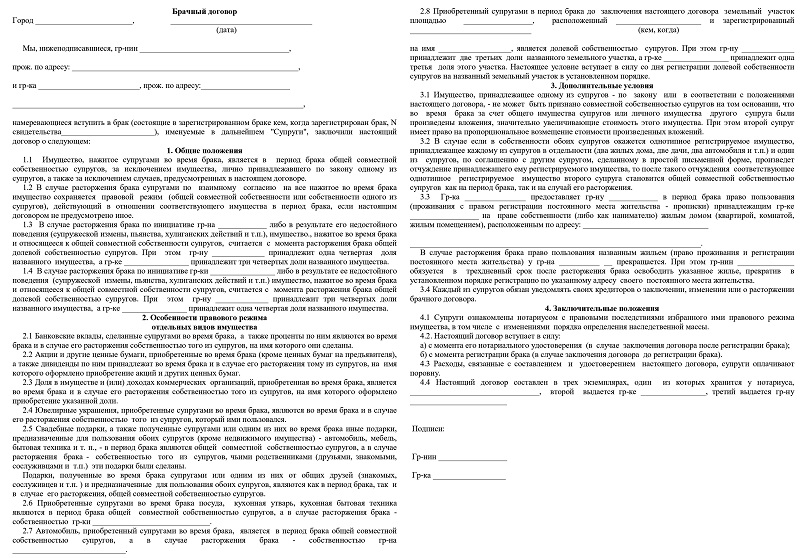 Брачный договор
Город ________________________, ____________________________________
(дата)
Мы, нижеподписавшиеся, гр-нин ______________________________________,
прож. по адресу: _________________________________________________________,
и гр-ка ___________________, прож. по адресу:_______________________
_________________________________________________________________________,
намеревающиеся вступить в брак (состоящие в зарегистрированном браке кем, когда зарегистрирован брак, N
свидетельства_______________________), именуемые в дальнейшем "Супруги", заключили настоящий
договор о следующем:
1. Общие положения
1.1 Имущество, нажитое супругами во время брака, является в период брака общей совместной
собственностью супругов, за исключением имущества, лично принадлежавшего по закону одному из
супругов, а также за исключением случаев, предусмотренных в настоящем договоре.
1.2 В случае расторжения брака супругами по взаимному согласию на все нажитое во время брака
имущество сохраняется правовой режим (общей совместной собственности или собственности одного из
супругов), действующий в отношении соответствующего имущества в период брака, если настоящим
договором не предусмотрено иное.
1.3 В случае расторжения брака по инициативе гр-на ____________ либо в результате его недостойного
поведения (супружеской измены, пьянства, хулиганских действий и т.п.), имущество, нажитое во время брака
и относящееся к общей совместной собственности супругов, считается с момента расторжения брака общей
долевой собственностью супругов. При этом гр-ну _____________ принадлежит одна четвертая доля
названного имущества, а гр-ке ________________ принадлежит три четвертых доли названного имущества.
1.4 В случае расторжения брака по инициативе гр-ки ________________ либо в результате ее недостойного
поведения (супружеской измены, пьянства, хулиганских действий и т.п.) имущество, нажитое во время брака
и относящееся к общей совместной собственности супругов, считается с момента расторжения брака общей
долевой собственностью супругов. При этом гр-ну _____________ принадлежит три четвертых доли
названного имущества, а гр-ке ________________ принадлежит одна четвертая доля названного имущества.
2. Особенности правового режима
отдельных видов имущества
2.1 Банковские вклады, сделанные супругами во время брака, а также проценты по ним являются во время
брака и в случае его расторжения собственностью того из супругов, на имя которого они сделаны.
2.2 Акции и другие ценные бумаги, приобретенные во время брака (кроме ценных бумаг на предъявителя),
а также дивиденды по ним принадлежат во время брака и в случае его расторжения тому из супругов, на имя
которого оформлено приобретение акций и других ценных бумаг.
2.3 Доля в имуществе и (или) доходах коммерческих организаций, приобретенная во время брака, является
во время брака и в случае его расторжения собственностью того из супругов, на имя которого оформлено
приобретение указанной доли.
2.4 Ювелирные украшения, приобретенные супругами во время брака, являются во время брака и в случае
его расторжения собственностью того из супругов, который ими пользовался.
2.5 Свадебные подарки, а также полученные супругами или одним из них во время брака иные подарки,
предназначенные для пользования обоих супругов (кроме недвижимого имущества) - автомобиль, мебель,
бытовая техника и т. п., - в период брака являются общей совместной собственностью супругов, а в случае
расторжения брака - собственностью того из супругов, чьими родственниками (друзьями, знакомыми,
сослуживцами и т.п.) эти подарки были сделаны.
Подарки, полученные во время брака супругами или одним из них от общих друзей (знакомых,
сослуживцев и т.п. ) и предназначенные для пользования обоих супругов, являются как в период брака, так и
в случае его расторжения, общей совместной собственностью супругов.
2.6 Приобретенные супругами во время брака посуда, кухонная утварь, кухонная бытовая техника
являются в период брака общей совместной собственностью супругов, а в случае расторжения брака -
собственностью гр-ки ______________________________.
2.7 Автомобиль, приобретенный супругами во время брака, является в период брака общей совместной
собственностью супругов, а в случае расторжения брака - собственностью гр-на
____________________________.
2.8 Приобретенный супругами в период брака до заключения настоящего договора земельный участок
площадью ________________, расположенный ____________________ и зарегистрированный
______________________________ (кем, когда)
на имя __________________, является долевой собственностью супругов. При этом гр-ну _____________
принадлежит две третьих доли названного земельного участка, а гр-ке ________________ принадлежит одна
третья доля этого участка. Настоящее условие вступает в силу со дня регистрации долевой собственности
супругов на названный земельный участок в установленном порядке.
3. Дополнительные условия
3.1 Имущество, принадлежащее одному из супругов - по закону или в соответствии с положениями
настоящего договора, - не может быть признано совместной собственностью супругов на том основании, что
во время брака за счет общего имущества супругов или личного имущества другого супруга были
произведены вложения, значительно увеличивающие стоимость этого имущества. При этом второй супруг
имеет право на пропорциональное возмещение стоимости произведенных вложений.
3.2 В случае если в собственности обоих супругов окажется однотипное регистрируемое имущество,
принадлежащее каждому из супругов в отдельности (два жилых дома, две дачи, два автомобиля и т.п.) и один
из супругов, по соглашению с другим супругом, сделанному в простой письменной форме, произведет
отчуждение принадлежащего ему регистрируемого имущества, то после такого отчуждения соответствующее
однотипное регистрируемое имущество второго супруга становится общей совместной собственностью
супругов как на период брака, так и на случай его расторжения.
3.3 Гр-ка _______________ предоставляет гр-ну ____________ в период брака право пользования
(проживания с правом регистрации постоянного места жительства - прописки) принадлежащим гр-ке
________________ на праве собственности (либо как нанимателю) жилым домом (квартирой, комнатой,
жилым помещением), расположенные по адресу: _______________________________
______________________________________________________________________.
В случае расторжения брака право пользования названным жильем (право проживания и регистрации
постоянного места жительства) у гр-на ___________ __ прекращается. При этом гр-нин ______________
обязуется в трехдневный срок после расторжения брака освободить указанное жилье, прекратив в
установленном порядке регистрацию по указанному адресу своего постоянного места жительства.
3.4 Каждый из супругов обязан уведомлять своих кредиторов о заключении, изменении или о расторжении
брачного договора.
4. Заключительные положения
4.1 Супруги ознакомлены нотариусом с правовыми последствиями избранного ими правового режима
имущества, в том числе с изменениями порядка определения наследственной массы.
4.2. Настоящий договор вступает в силу:
а) с момента его нотариального удостоверения (в случае заключения договора после регистрации брака);
б) с момента регистрации брака (в случае заключения договора до регистрации брака).
4.3 Расходы, связанные с составлением и удостоверением настоящего договора, супруги оплачивают
поровну.
4.4 Настоящий договор составлен в трех экземплярах, один из которых хранится у нотариуса,
________________________________, второй выдается гр-ке ________________, третий выдается гр-ну
________________________
Подписи:
Гр-нин ________________________
Гр-ка ________________________